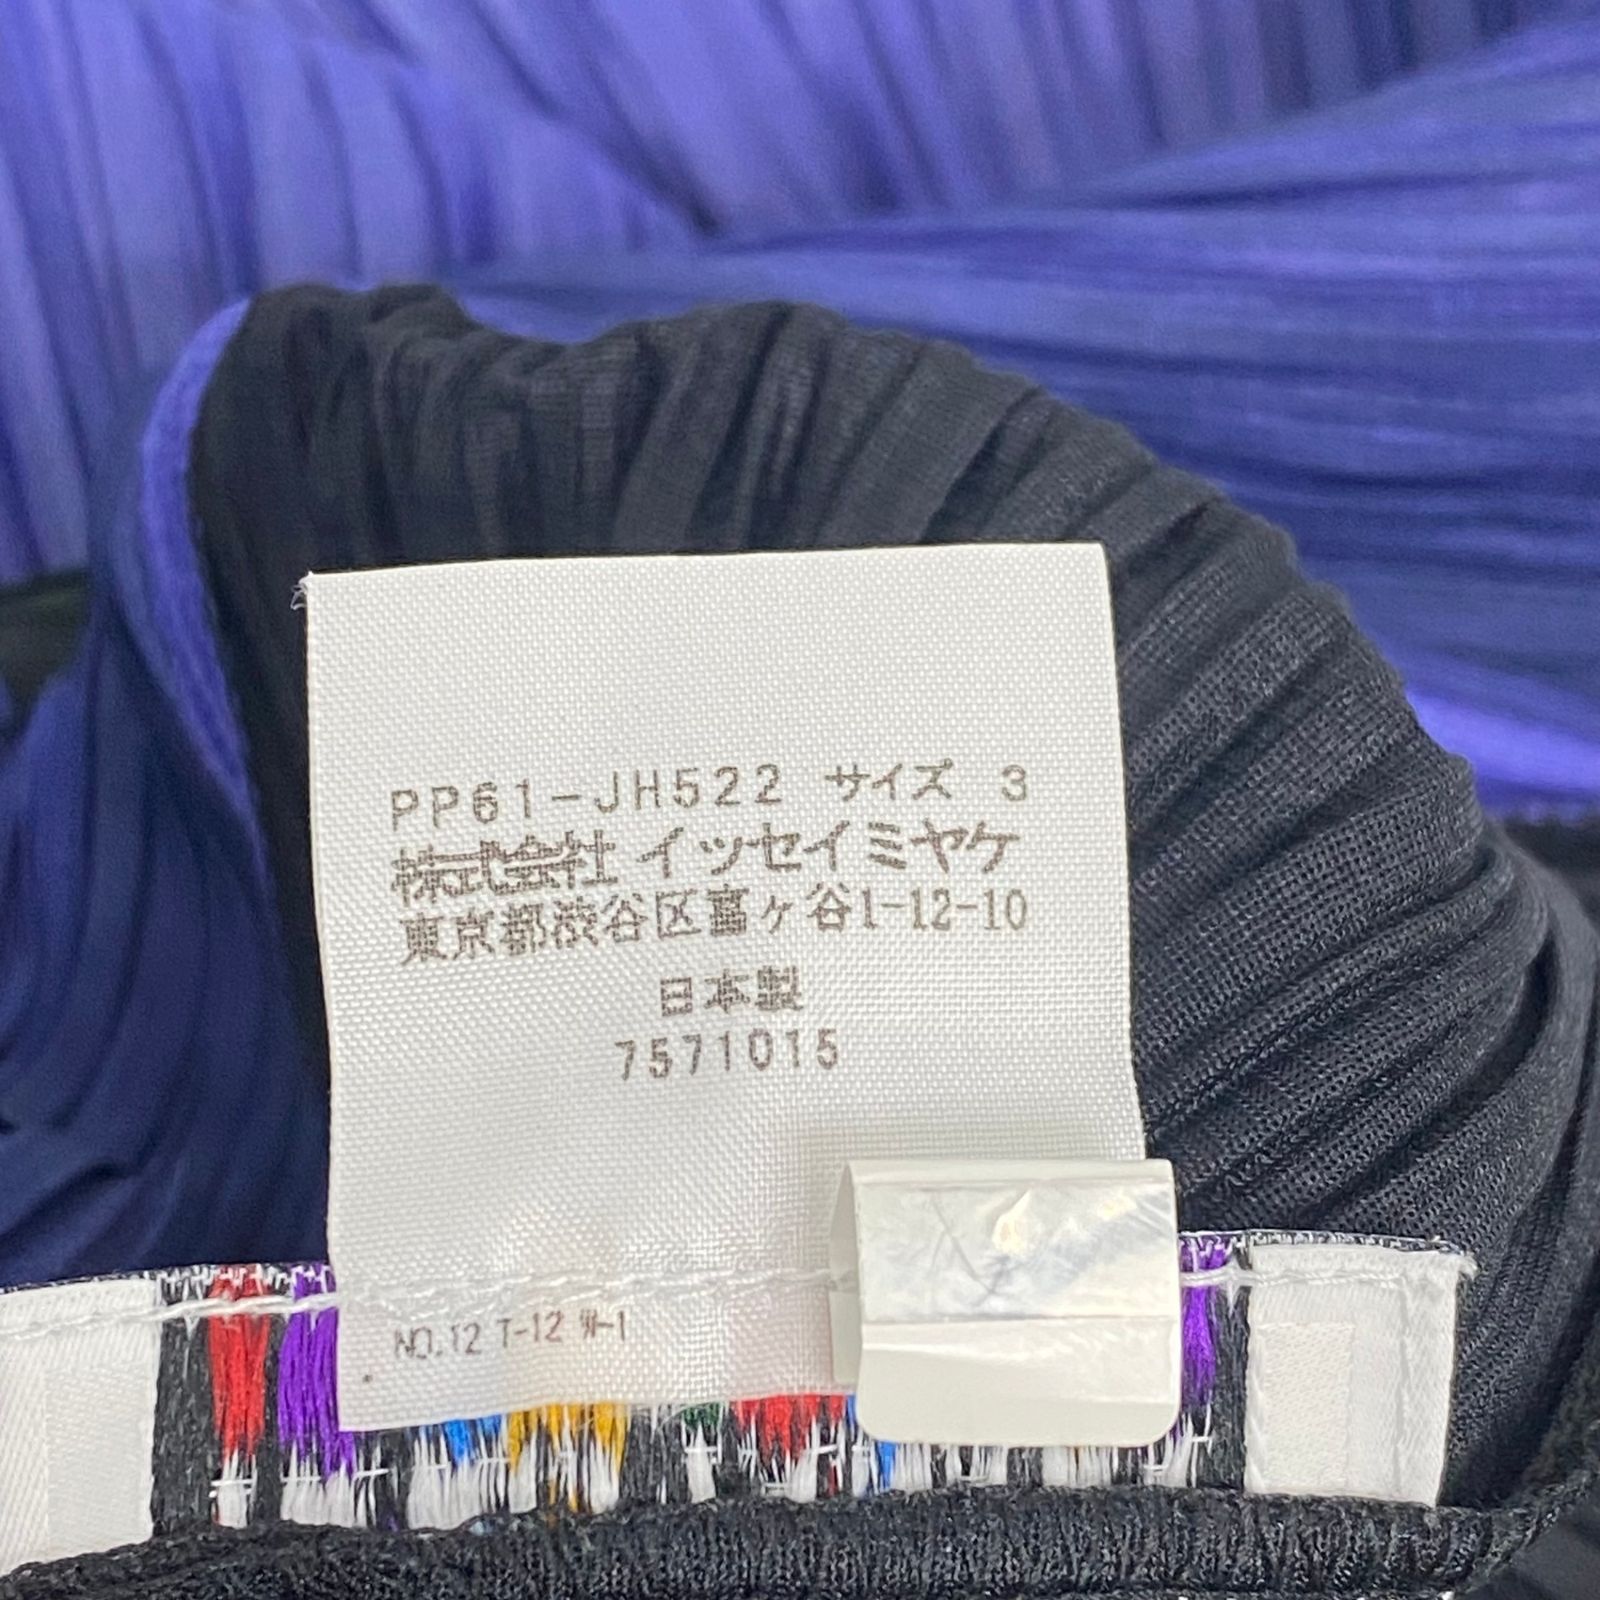 PP61-JH522 サイズ 3
株式会社 イッセイミヤケ
東京都渋谷区富ヶ谷1-12-10
日本製
7571015
NO.12 T-12 W-1